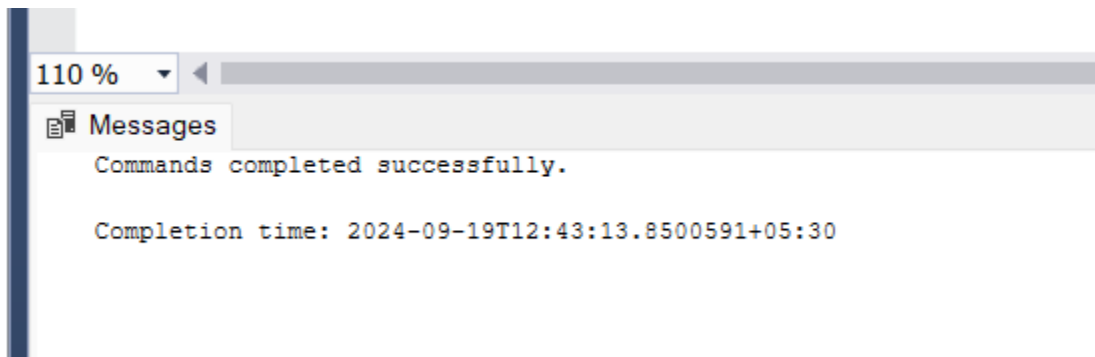 110 %
Messages
Commands completed successfully.
Completion time: 2024-09-19T12:43:13.8500591+05:30